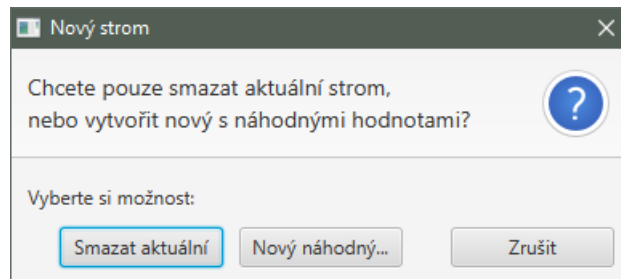 Nový strom
Chcete pouze smazat aktuální strom,
nebo vytvořit nový s náhodnými hodnotami?
Vyberte si možnost:
Smazat aktuální
Nový náhodný...
Zrušit